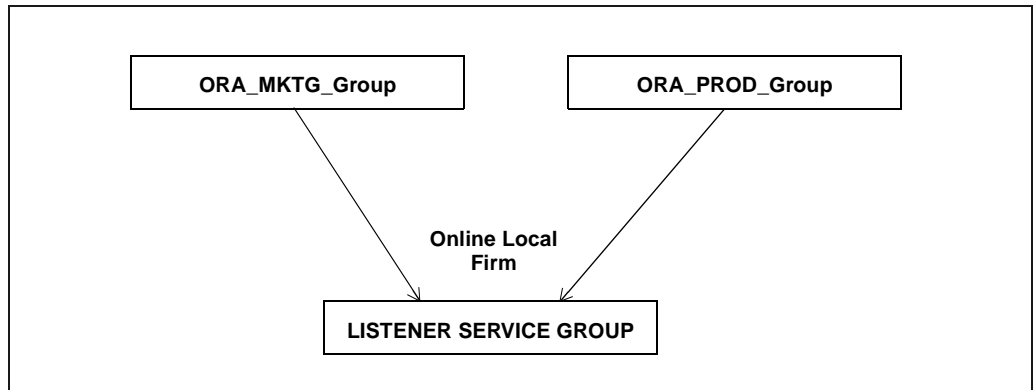 ORA_MKTG_Group
ORA_PROD_Group
Online Local
Firm
LISTENER SERVICE GROUP